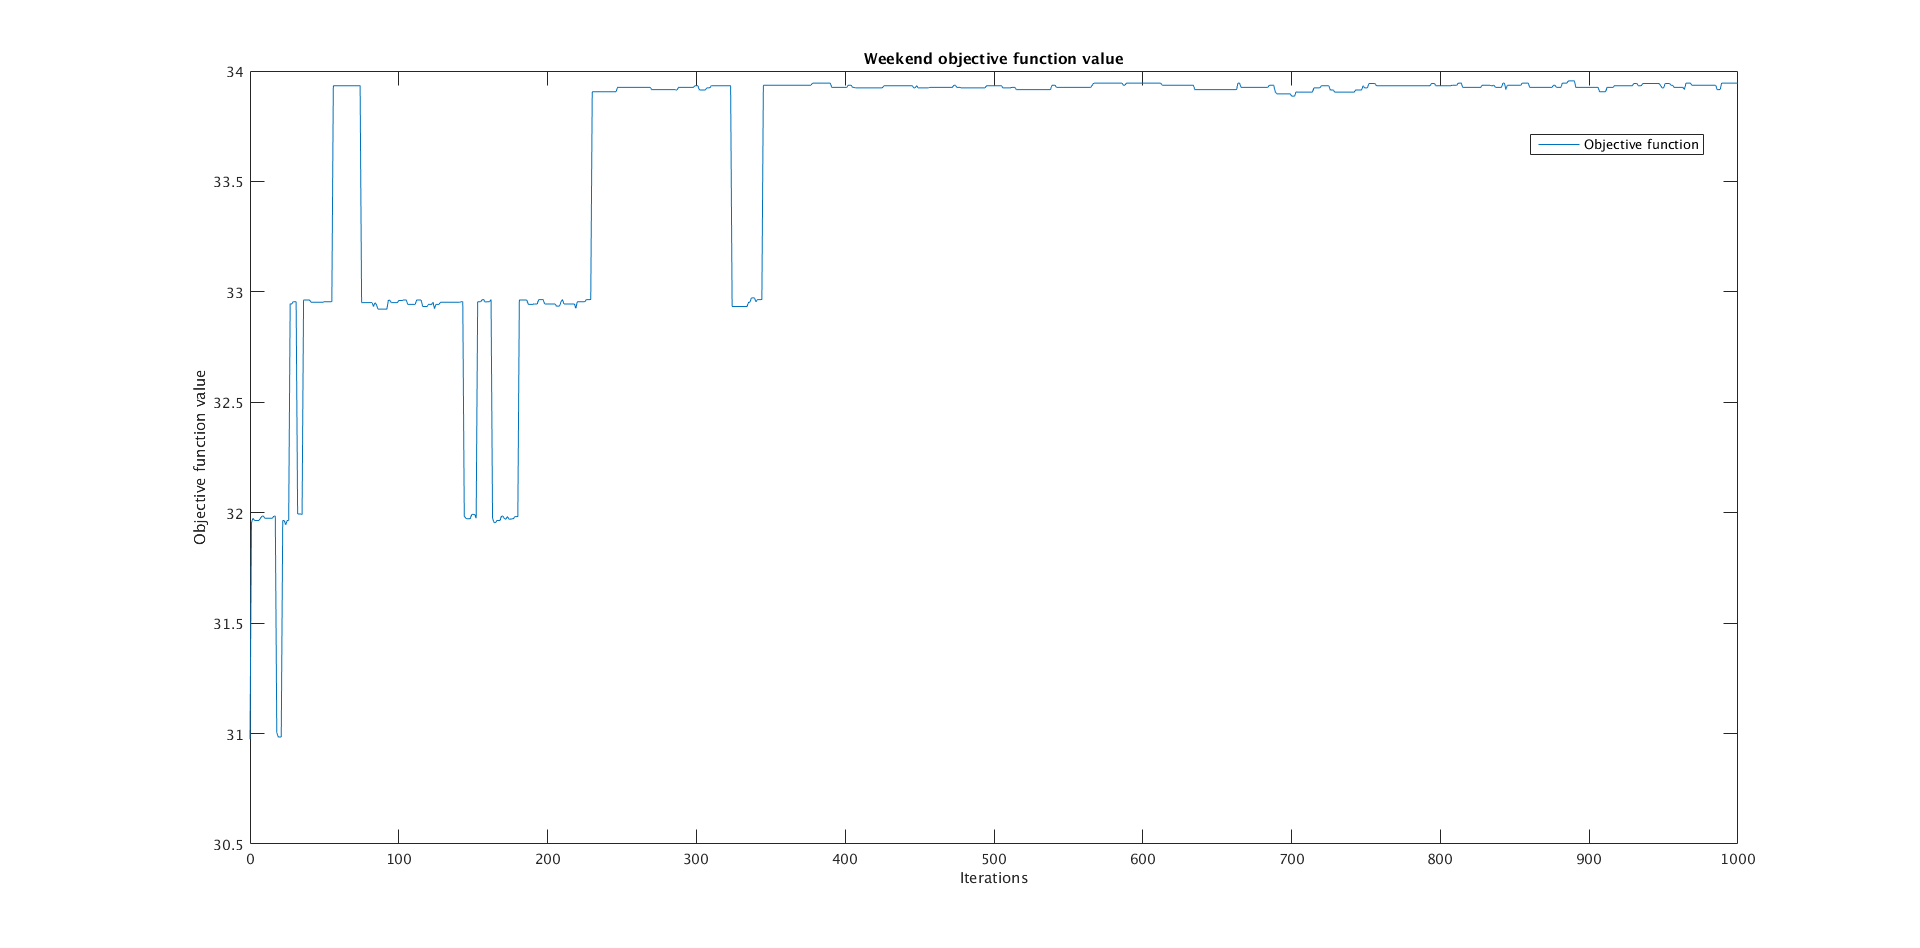 Weekend objective function value
34
33.5
33
32.5
32
31.5
31
30.5
Objective function value
Objective function
0 100 200 300 400 500 600 700 800 900 1000
Iterations